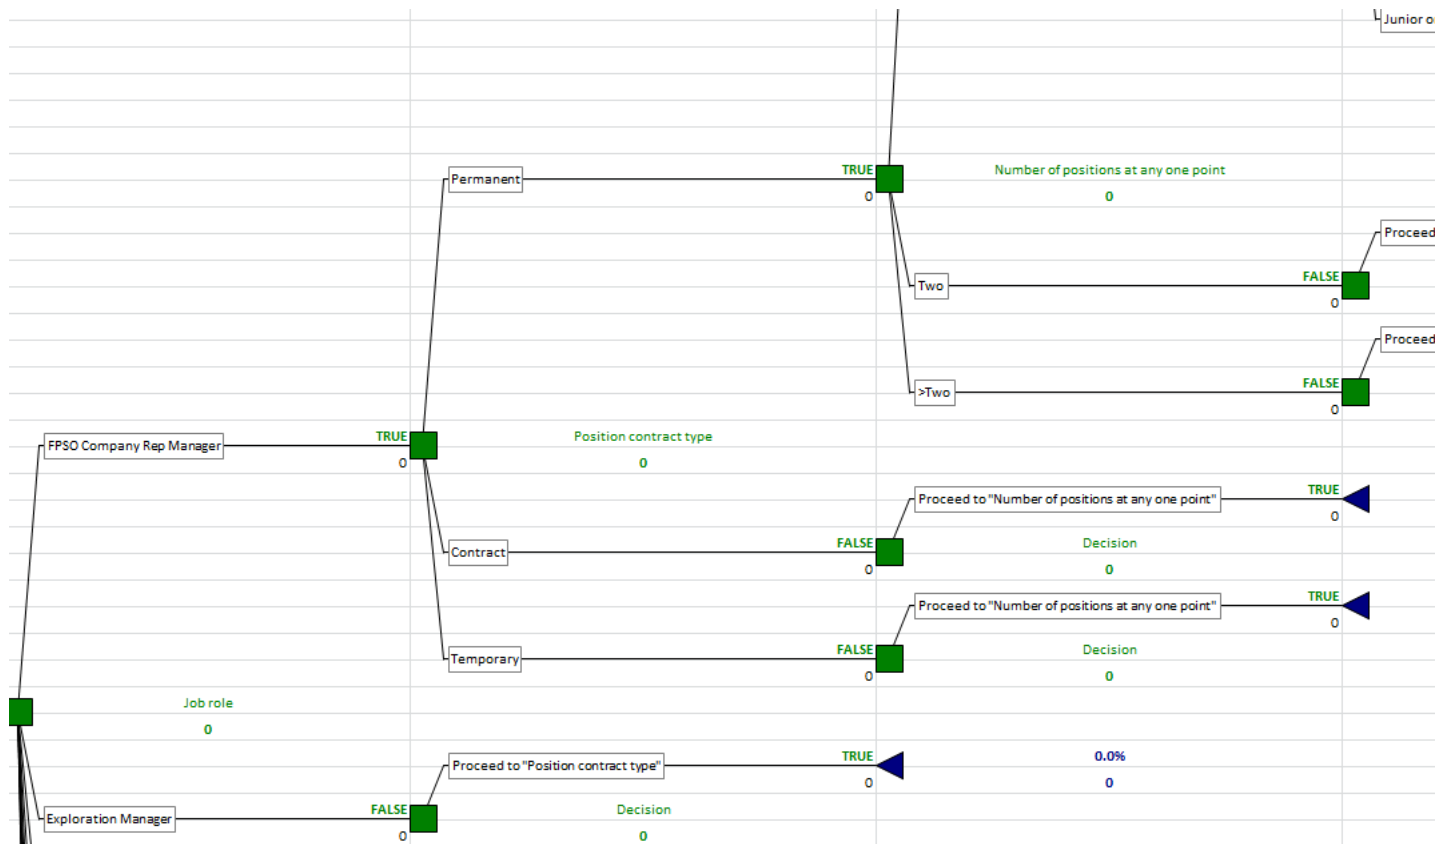 Junior o
TRUE
Number of positions at any one point
Permanent
0
0
Proceed
FALSE
Two
0
Proceed
FALSE
>Two
0
TRUE
Position contract type
FPSO Company Rep Manager
0
0
Proceed to "Number of positions at any one point"
TRUE
0
FALSE
Decision
Contract
0
0
Proceed to "Number of positions at any one point"
TRUE
0
FALSE
Decision
Temporary
0
0
Job role
0
TRUE
0.0%
Proceed to "Position contract type"
0
0
FALSE
Decision
Exploration Manager
0
0